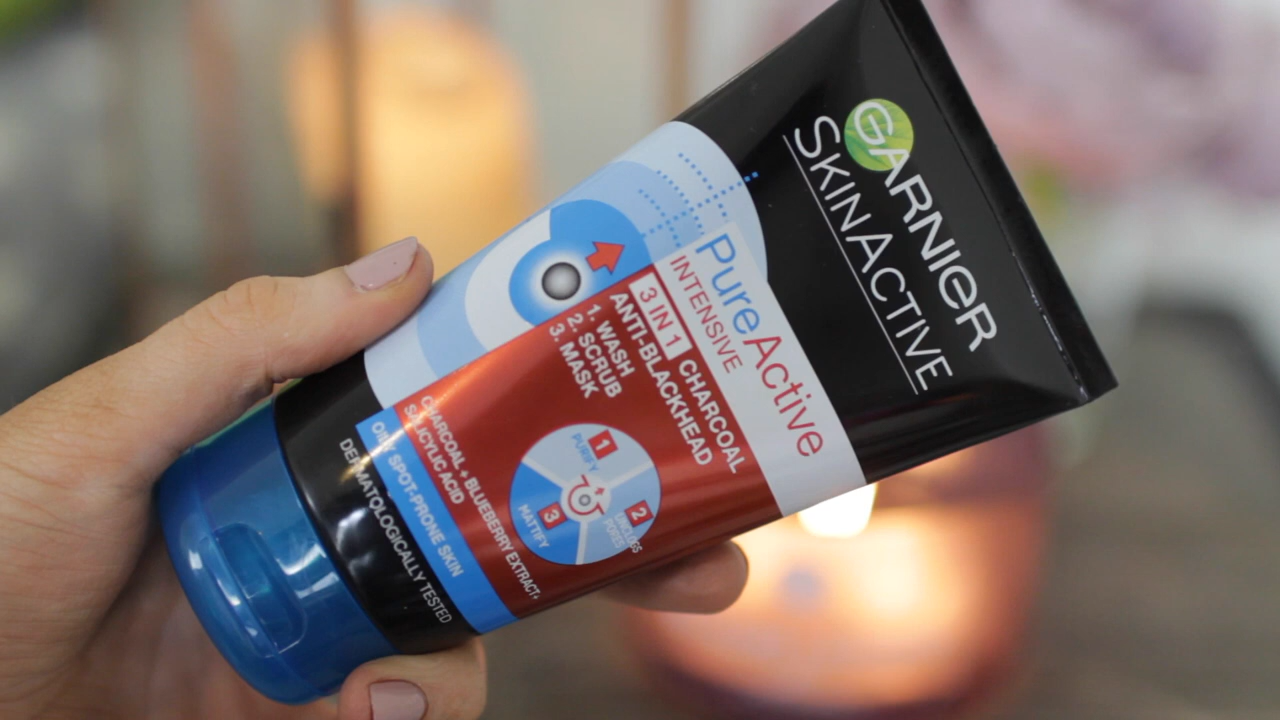 GARNIER
SKINACTIVE
PureActive
INTENSIVE
3 IN 1 CHARCOAL
ANTI-BLACKHEAD
1. WASH
2. SCRUB
3. MASK
1
PURIFY
2
UNCLOGS
PORES
3
MATTIFY
CHARCOAL + BLUEBERRY EXTRACT+
SALICYLIC ACID
OILY SPOT-PRONE SKIN
DERMATOLOGICALLY TESTED